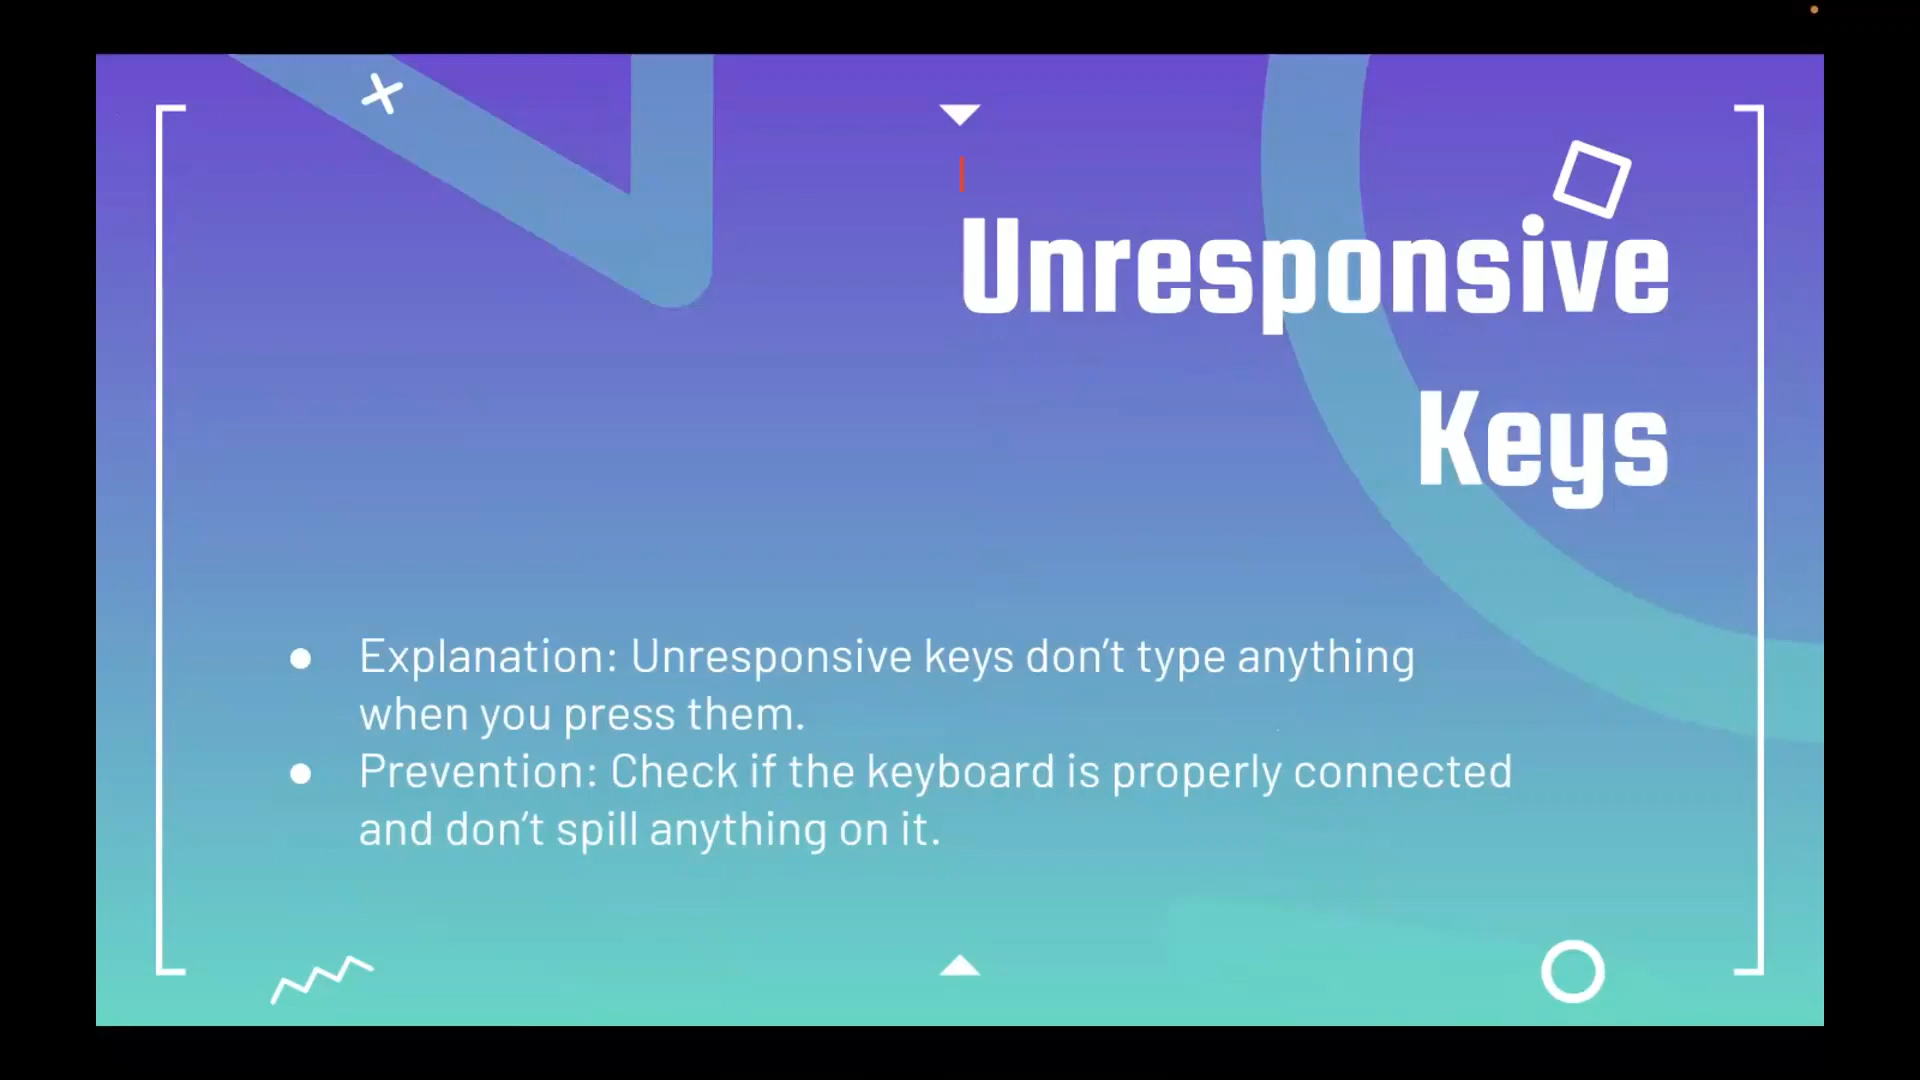 Unresponsive
Keys
● Explanation: Unresponsive keys don’t type anything
when you press them.
● Prevention: Check if the keyboard is properly connected
and don’t spill anything on it.